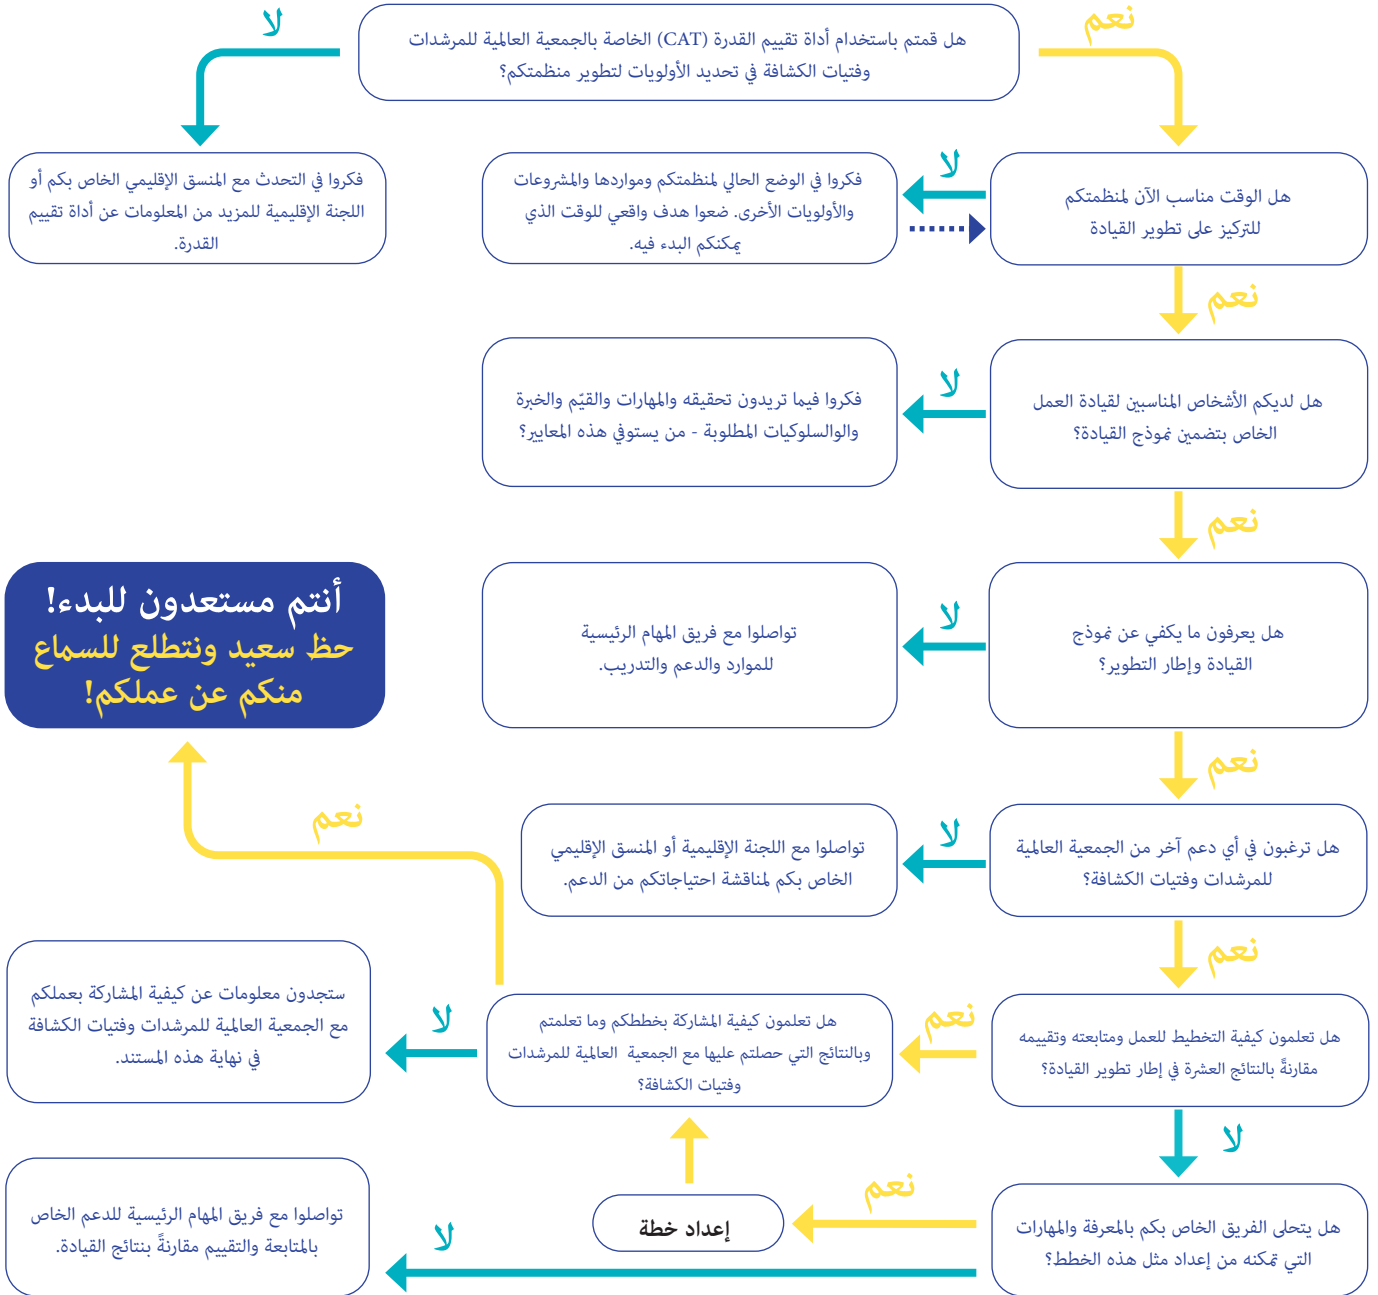 نعم
هل قمتم باستخدام أداة تقييم القدرة (CAT) الخاصة بالجمعية العالمية للمرشدات
وفتيات الكشافة في تحديد الأولويات لتطوير منظمتكم؟
لا
هل الوقت مناسب الآن لمنظمتكم
للتركيز على تطوير القيادة
لا
فكروا في الوضع الحالي لمنظمتكم ومواردها والمشروعات
والأولويات الأخرى. ضعوا هدف واقعي للوقت الذي
يمكنكم البدء فيه.
فكروا في التحدث مع المنسق الإقليمي الخاص بكم أو
اللجنة الإقليمية للمزيد من المعلومات عن أداة تقييم
القدرة.
نعم
هل لديكم الأشخاص المناسبين لقيادة العمل
الخاص بتضمين نموذج القيادة؟
لا
فكروا فيما تريدون تحقيقه والمهارات والقيّم والخبرة
والوالسلوكيات المطلوبة - من يستوفي هذه المعايير؟
نعم
هل يعرفون ما يكفي عن نموذج
القيادة وإطار التطوير؟
لا
تواصلوا مع فريق المهام الرئيسية
للموارد والدعم والتدريب.
أنتم مستعدون للبدء!
حظ سعيد ونتطلع للسماع
منكم عن عملكم!
نعم
هل ترغبون في أي دعم آخر من الجمعية العالمية
للمرشدات وفتيات الكشافة؟
لا
تواصلوا مع اللجنة الإقليمية أو المنسق الإقليمي
الخاص بكم لمناقشة احتياجاتكم من الدعم.
نعم
نعم
هل تعلمون كيفية التخطيط للعمل ومتابعته وتقييمه
مقارنةً بالنتائج العشرة في إطار تطوير القيادة؟
نعم
هل تعلمون كيفية المشاركة بخططكم وما تعلمتم
وبالنتائج التي حصلتم عليها مع الجمعية العالمية للمرشدات
وفتيات الكشافة؟
لا
ستجدون معلومات عن كيفية المشاركة بعملكم
مع الجمعية العالمية للمرشدات وفتيات الكشافة
في نهاية هذه المستند.
لا
هل يتحلى الفريق الخاص بكم بالمعرفة والمهارات
التي تمكنه من إعداد مثل هذه الخطط؟
نعم
إعداد خطة
لا
تواصلوا مع فريق المهام الرئيسية للدعم الخاص
بالمتابعة والتقييم مقارنةً بنتائج القيادة.